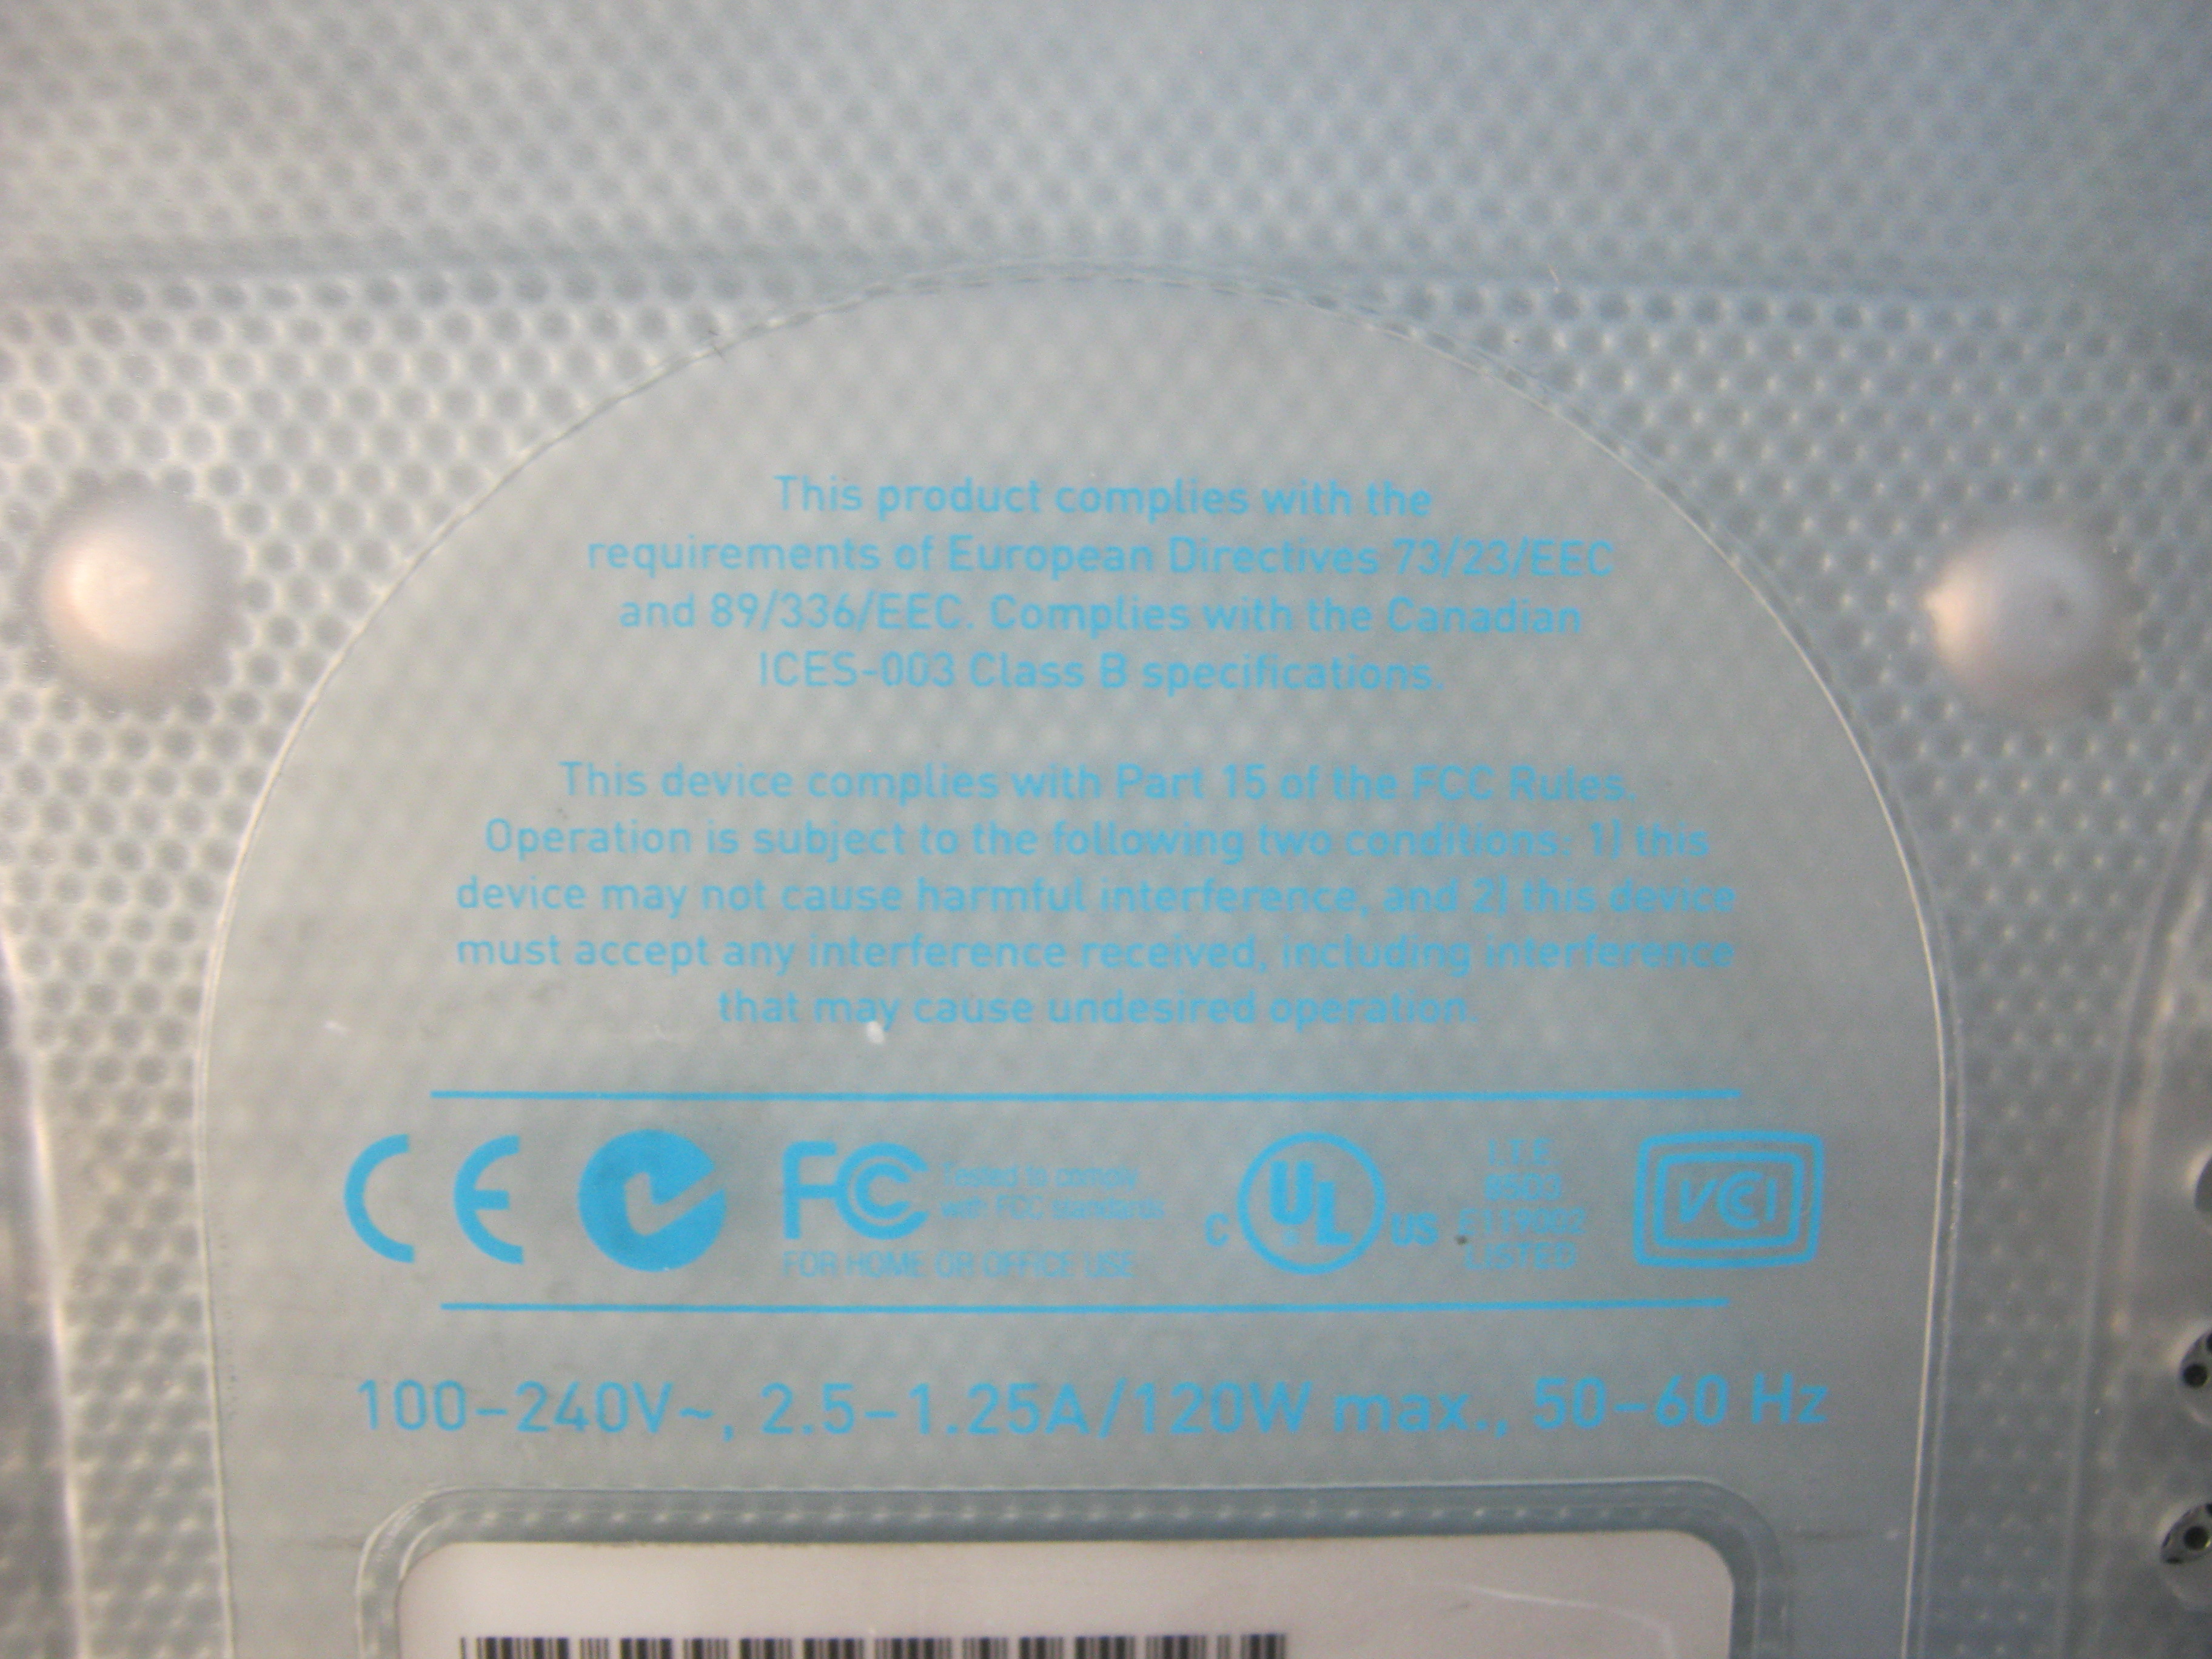 This product complies with the
requirements of European Directives 73/23/EEC
and 89/336/EEC. Complies with the Canadian
ICES-003 Class B specifications.
This device complies with Part 15 of the FCC Rules.
Operation is subject to the following two conditions: 1) this
device may not cause harmful interference, and 2) this device
must accept any interference received, including interference
that may cause undesired operation.
CE
FC Tested to comply
with FCC standards
FOR HOME OR OFFICE USE
C UL US
I.T.E.
85D3
E119002
LISTED
VCCI
100–240V~, 2.5–1.25A/120W max., 50–60 Hz